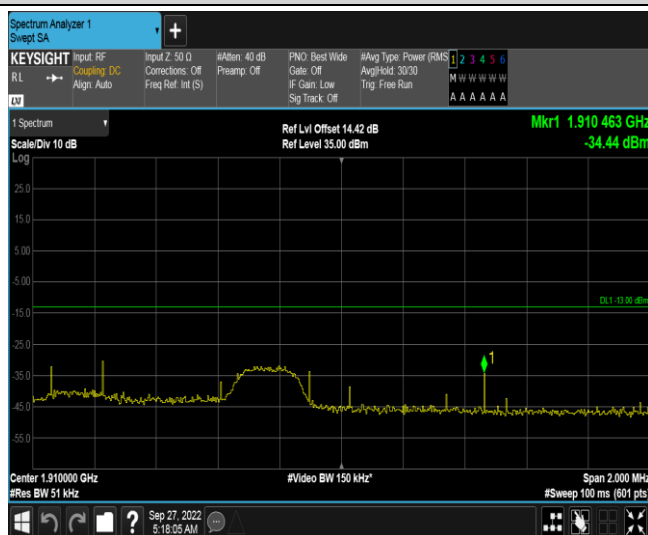 Spectrum Analyzer 1
Swept SA
KEYSIGHT
RL
Input: RF
Coupling: DC
Align: Auto
Input Z: 50 Ω
Corrections: Off
Freq Ref: Int (S)
#Atten: 40 dB
Preamp: Off
PNO: Best Wide
Gate: Off
IF Gain: Low
Sig Track: Off
#Avg Type: Power (RMS
Avg|Hold: 30/30
Trig: Free Run
1 2 3 4 5 6
M W W W W W
A A A A A A
1 Spectrum
Scale/Div 10 dB
Ref Lvl Offset 14.42 dB
Ref Level 35.00 dBm
Mkr1 1.910 463 GHz
-34.44 dBm
Log
25.0
15.0
5.00
-5.00
-15.0
-25.0
-35.0
-45.0
-55.0
DL1 -13.00 dBm
1
Center 1.910000 GHz
#Res BW 51 kHz
#Video BW 150 kHz*
Span 2.000 MHz
#Sweep 100 ms (601 pts)
?
Sep 27, 2022
5:18:05 AM